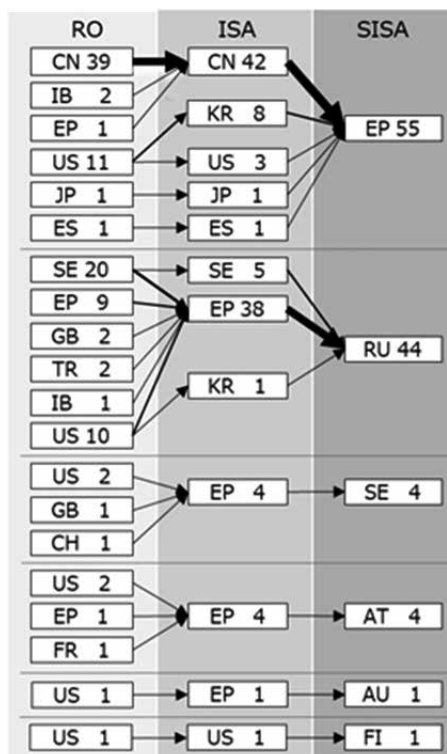 RO ISA SISA
CN 39 CN 42
IB 2
KR 8
EP 1
EP 55
US 11 US 3
JP 1 JP 1
ES 1 ES 1
SE 20 SE 5
EP 9 EP 38
GB 2
RU 44
TR 2
KR 1
IB 1
US 10
US 2
GB 1 EP 4 SE 4
CH 1
US 2
EP 1 EP 4 AT 4
FR 1
US 1 EP 1 AU 1
US 1 US 1 FI 1